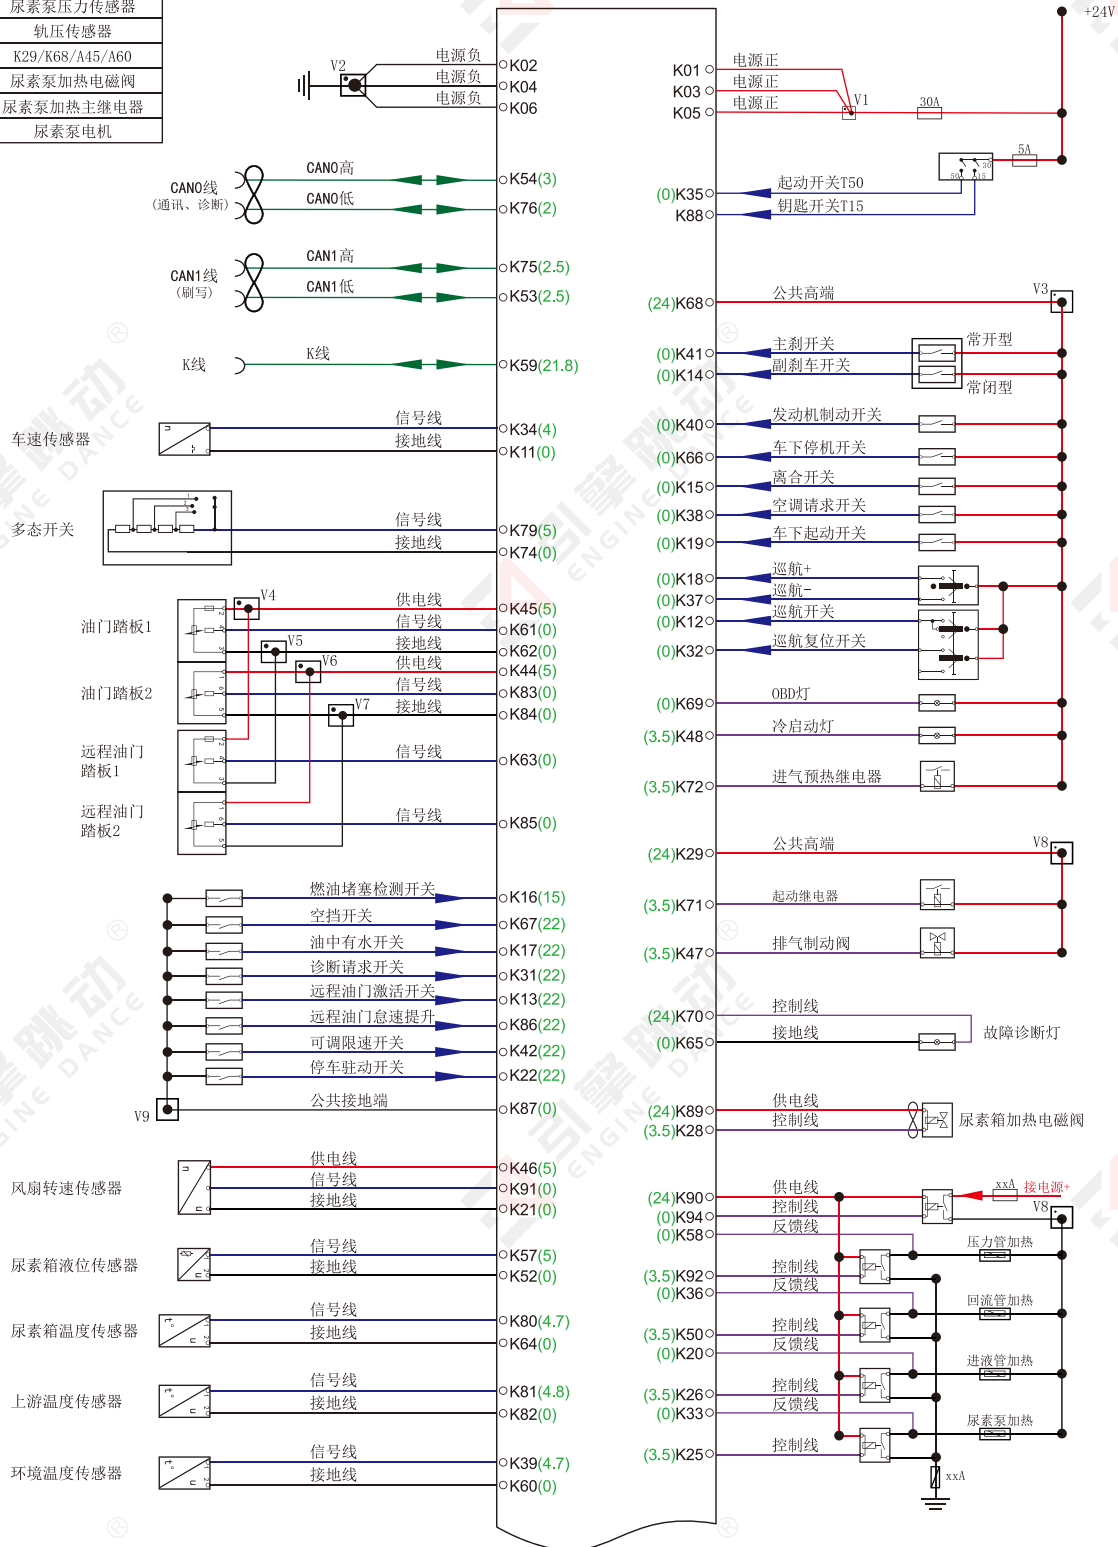 尿素泵压力传感器
轨压传感器
K29/K68/A45/A60
尿素泵加热电磁阀
尿素泵加热主继电器
尿素泵电机
+24V
电源负
V2
K02
电源负
K04
电源负
K06
K01
电源正
K03
电源正
K05
电源正
V1
30A
5A
30
50
15
CAN0线
(通讯、诊断)
CAN0高
K54(3)
CAN0低
K76(2)
(0)K35
起动开关T50
K88
钥匙开关T15
CAN1线
(刷写)
CAN1高
K75(2.5)
CAN1低
K53(2.5)
(24)K68
公共高端
V3
K线
K线
K59(21.8)
(0)K41
主刹开关
常开型
(0)K14
副刹车开关
常闭型
车速传感器
n
信号线
K34(4)
接地线
K11(0)
(0)K40
发动机制动开关
(0)K66
车下停机开关
(0)K15
离合开关
(0)K38
空调请求开关
(0)K19
车下起动开关
多态开关
1
2
3
信号线
K79(5)
接地线
K74(0)
(0)K18
巡航+
(0)K37
巡航-
(0)K12
巡航开关
(0)K32
巡航复位开关
油门踏板1
2
4
3
V4
供电线
K45(5)
信号线
K61(0)
接地线
K62(0)
V5
油门踏板2
1
6
5
V6
供电线
K44(5)
信号线
K83(0)
接地线
K84(0)
V7
(0)K69
OBD灯
(3.5)K48
冷启动灯
(3.5)K72
进气预热继电器
远程油门
踏板1
2
4
3
信号线
K63(0)
远程油门
踏板2
1
6
5
信号线
K85(0)
(24)K29
公共高端
V8
(3.5)K71
起动继电器
(3.5)K47
排气制动阀
燃油堵塞检测开关
K16(15)
空挡开关
K67(22)
油中有水开关
K17(22)
诊断请求开关
K31(22)
远程油门激活开关
K13(22)
远程油门怠速提升
K86(22)
可调限速开关
K42(22)
停车驻动开关
K22(22)
V9
公共接地端
K87(0)
(24)K70
控制线
(0)K65
接地线
故障诊断灯
(24)K89
供电线
(3.5)K28
控制线
尿素箱加热电磁阀
风扇转速传感器
n
u
供电线
K46(5)
信号线
K91(0)
接地线
K21(0)
(24)K90
供电线
xxA
接电源+
(0)K94
控制线
V8
(0)K58
反馈线
压力管加热
尿素箱液位传感器
u
1
2
信号线
K57(5)
接地线
K52(0)
(3.5)K92
控制线
(0)K36
反馈线
回流管加热
尿素箱温度传感器
t°
u
1
2
信号线
K80(4.7)
接地线
K64(0)
(3.5)K50
控制线
(0)K20
反馈线
进液管加热
上游温度传感器
t°
u
1
2
信号线
K81(4.8)
接地线
K82(0)
(3.5)K26
控制线
(0)K33
反馈线
尿素泵加热
环境温度传感器
t°
u
1
2
信号线
K39(4.7)
接地线
K60(0)
(3.5)K25
控制线
xxA
引擎跳动
ENGINE DANCE
®